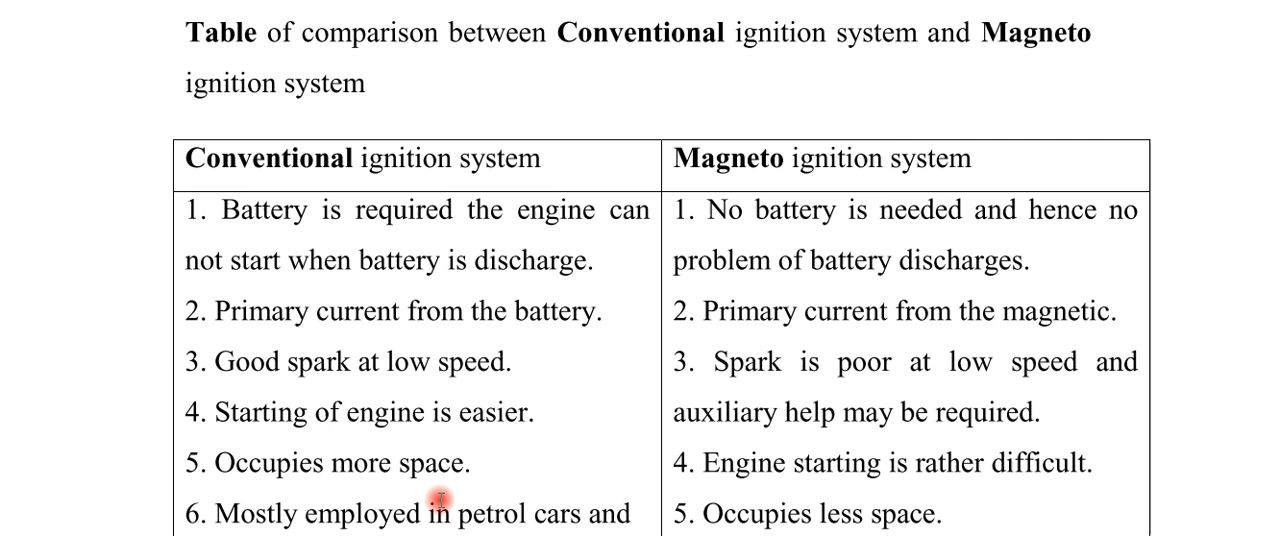 Table of comparison between Conventional ignition system and Magneto
ignition system
Conventional ignition system
Magneto ignition system
1. Battery is required the engine can
not start when battery is discharge.
2. Primary current from the battery.
3. Good spark at low speed.
4. Starting of engine is easier.
5. Occupies more space.
6. Mostly employed in petrol cars and
1. No battery is needed and hence no
problem of battery discharges.
2. Primary current from the magnetic.
3. Spark is poor at low speed and
auxiliary help may be required.
4. Engine starting is rather difficult.
5. Occupies less space.